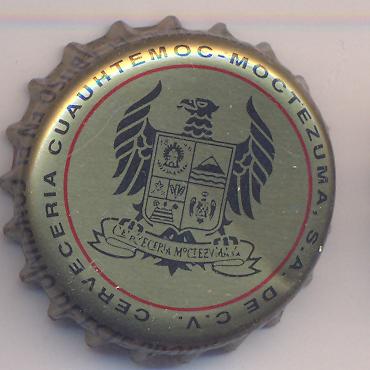 CERVECERIA CUAUHTEMOC-MOCTEZUMA, S.A. DE C.V.
CERVECERIA MOCTEZUMA